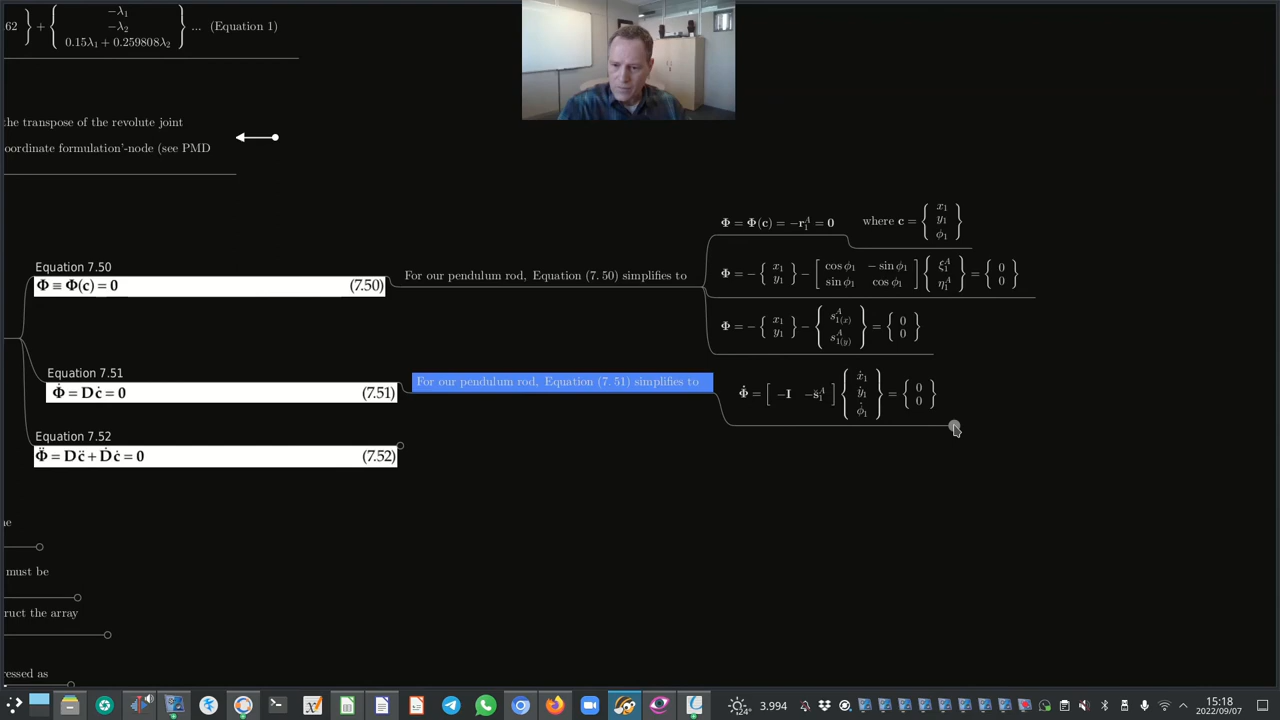 .62 } + { −λ₁ −λ₂ 0.15λ₁ + 0.259808λ₂ } ... (Equation 1)
the transpose of the revolute joint
oordinate formulation'-node (see PMD
Equation 7.50
Φ ≡ Φ(c) = 0 (7.50)
For our pendulum rod, Equation (7.50) simplifies to
Φ = Φ(c) = −r₁ᴬ = 0 where c = { x₁ y₁ ϕ₁ }
Φ = − { x₁ y₁ } − [ cos ϕ₁ − sin ϕ₁ sin ϕ₁ cos ϕ₁ ] { ξ₁ᴬ η₁ᴬ } = { 0 0 }
Φ = − { x₁ y₁ } − { s₁₍ₓ₎ᴬ s₁₍y₎ᴬ } = { 0 0 }
Equation 7.51
Φ̇ = Dċ = 0 (7.51)
For our pendulum rod, Equation (7.51) simplifies to
Φ̇ = [ −I −s̆₁ᴬ ] { ẋ₁ ẏ₁ ϕ̇₁ } = { 0 0 }
Equation 7.52
Φ̈ = Dc̈ + Ḋċ = 0 (7.52)
ne
must be
ruct the array
ressed as
+24°
3.994
15:18
2022/09/07